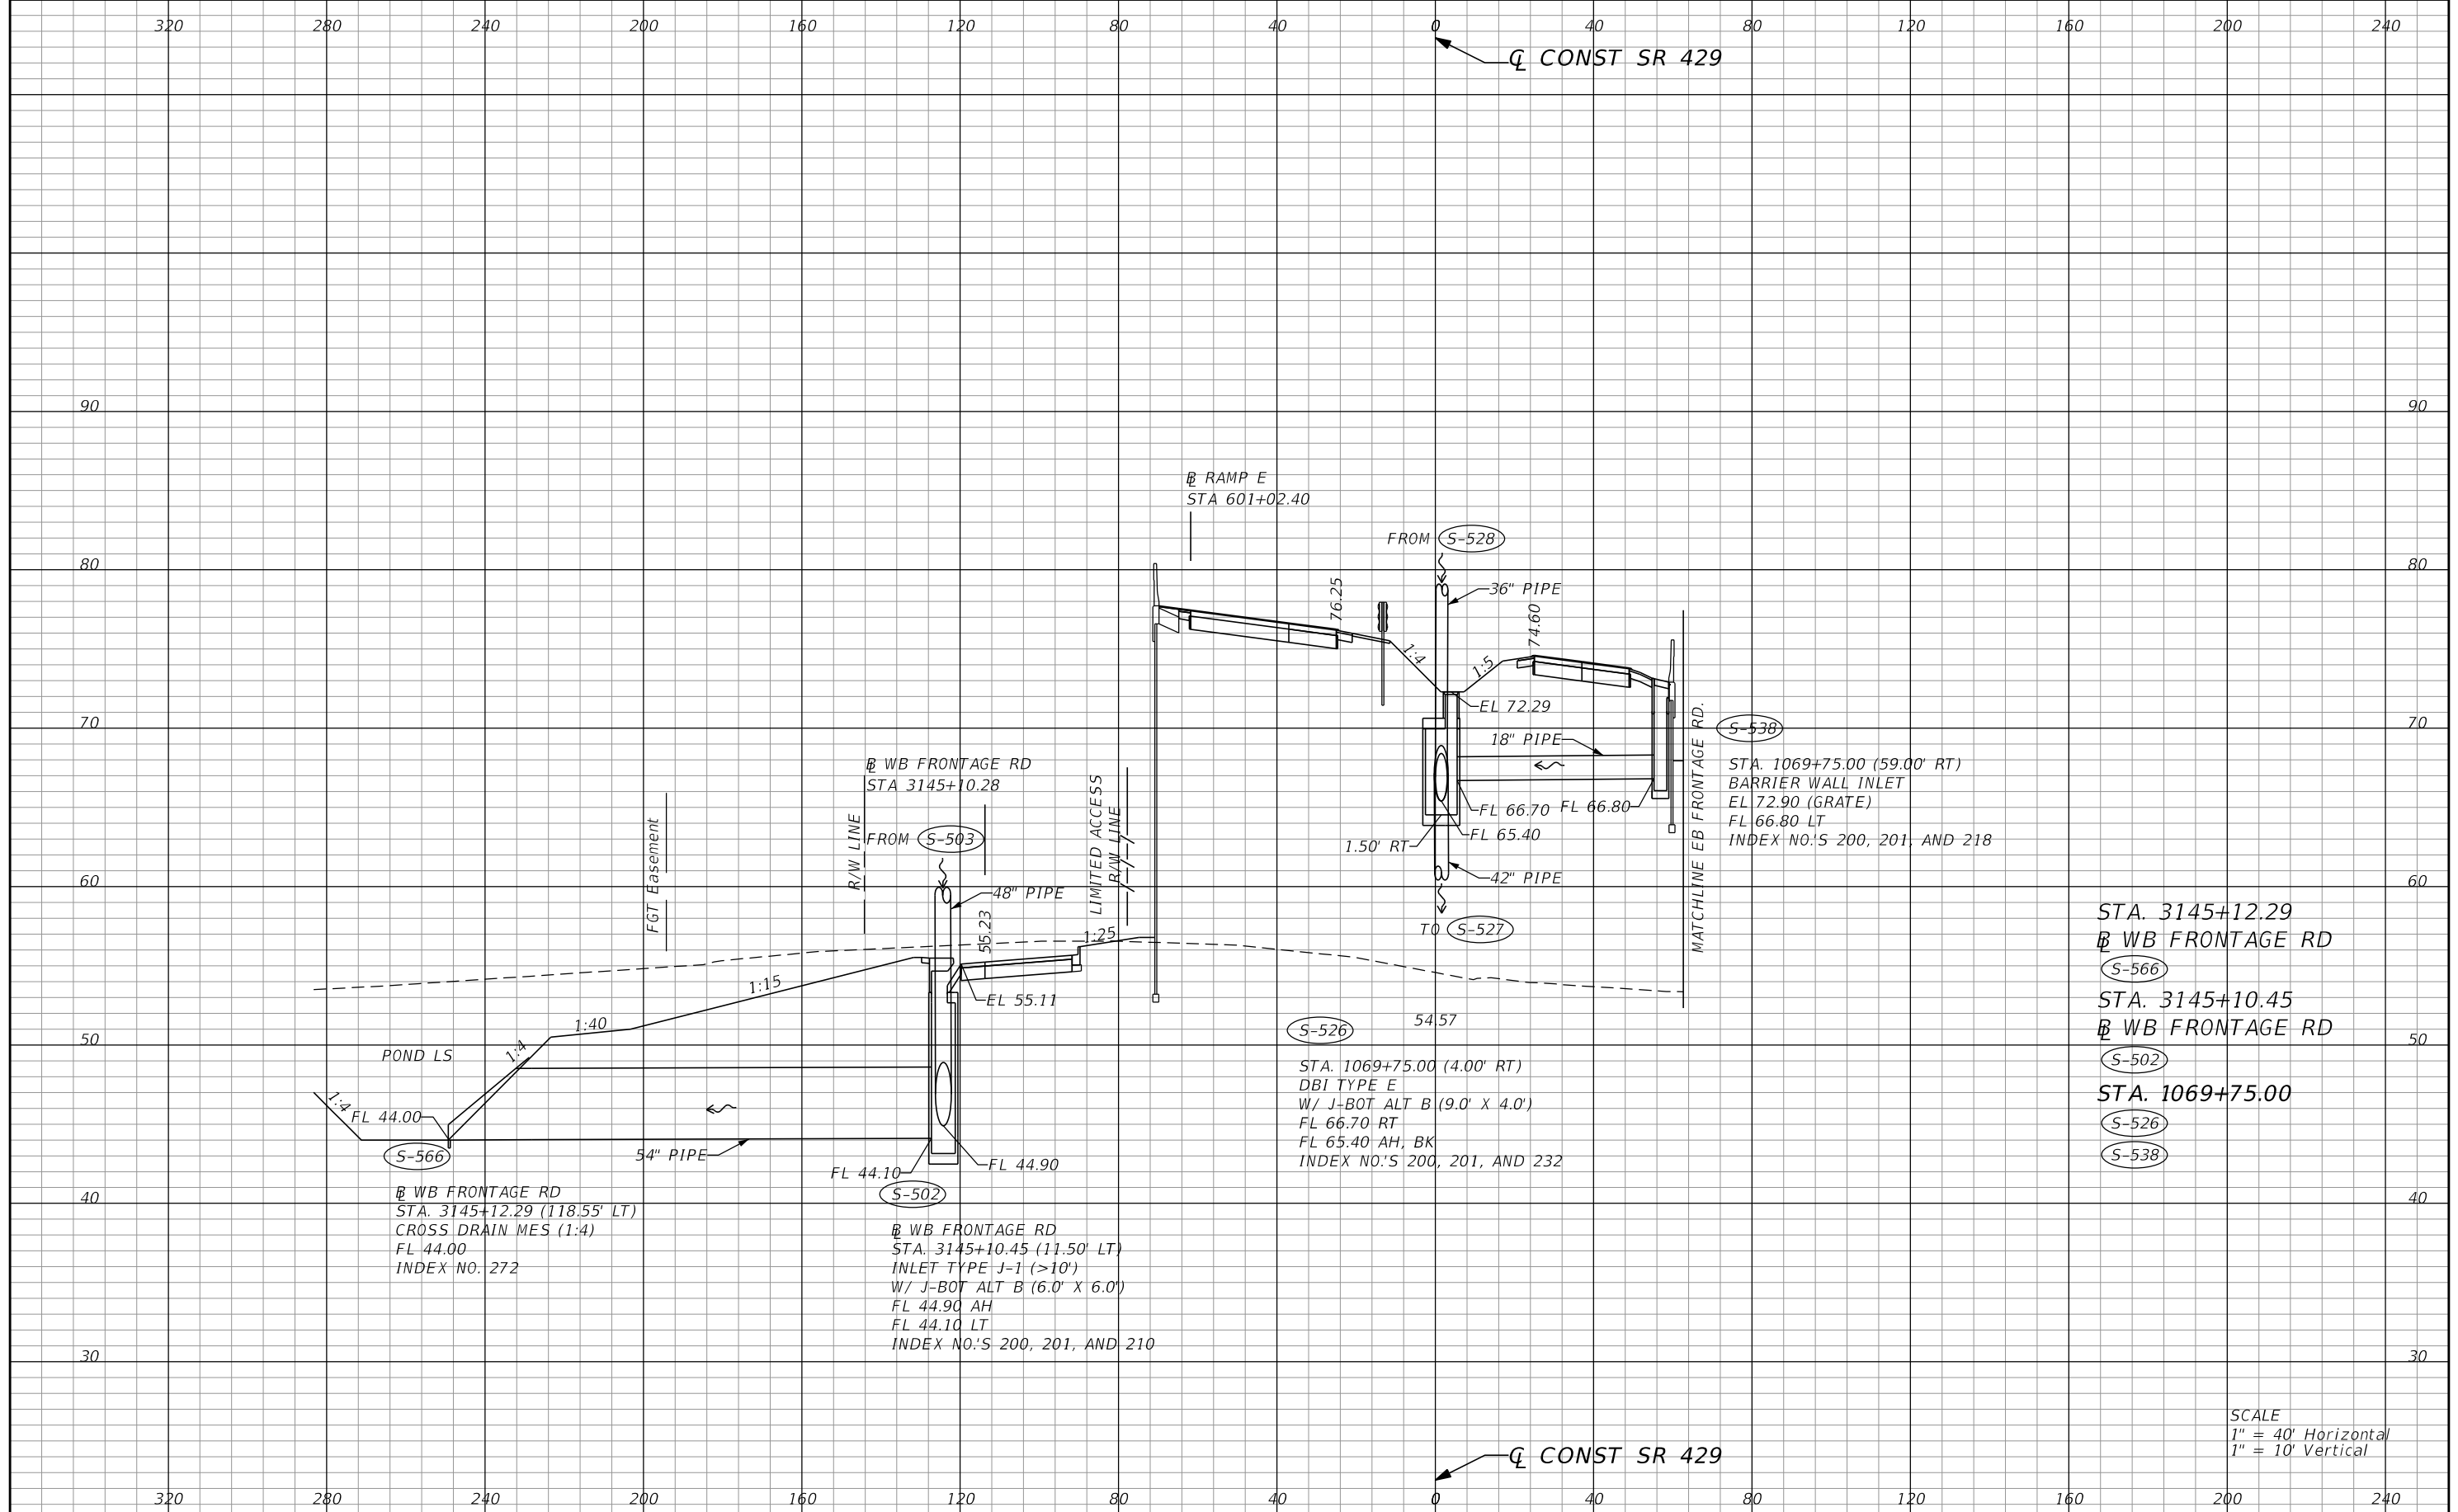 320 280 240 200 160 120 80 40 0 40 80 120 160 200 240
℄ CONST SR 429
90 90
℄ RAMP E
STA 601+02.40
FROM S-528
80 80
36" PIPE
76.25
74.60
1:4
1:5
EL 72.29
70 70
18" PIPE
S-538
STA. 1069+75.00 (59.00' RT)
BARRIER WALL INLET
EL 72.90 (GRATE)
FL 66.80 LT
INDEX NO.'S 200, 201, AND 218
FL 66.70
FL 66.80
FL 65.40
1.50' RT
42" PIPE
TO S-527
MATCHLINE EB FRONTAGE RD.
LIMITED ACCESS
R/W LINE
B WB FRONTAGE RD
STA 3145+10.28
R/W LINE
FROM S-503
FGT Easement
60 60
48" PIPE
55.23
1:25
EL 55.11
1:15
1:40
1:4
50 50
POND LS
1:4
FL 44.00
S-566
54" PIPE
FL 44.10
FL 44.90
S-502
40 40
B WB FRONTAGE RD
STA. 3145+12.29 (118.55' LT)
CROSS DRAIN MES (1:4)
FL 44.00
INDEX NO. 272
B WB FRONTAGE RD
STA. 3145+10.45 (11.50' LT)
INLET TYPE J-1 (>10')
W/ J-BOT ALT B (6.0' X 6.0')
FL 44.90 AH
FL 44.10 LT
INDEX NO.'S 200, 201, AND 210
54.57
S-526
STA. 1069+75.00 (4.00' RT)
DBI TYPE E
W/ J-BOT ALT B (9.0' X 4.0')
FL 66.70 RT
FL 65.40 AH, BK
INDEX NO.'S 200, 201, AND 232
STA. 3145+12.29
B WB FRONTAGE RD
S-566
STA. 3145+10.45
B WB FRONTAGE RD
S-502
STA. 1069+75.00
S-526
S-538
30 30
SCALE
1" = 40' Horizontal
1" = 10' Vertical
℄ CONST SR 429
320 280 240 200 160 120 80 40 0 40 80 120 160 200 240